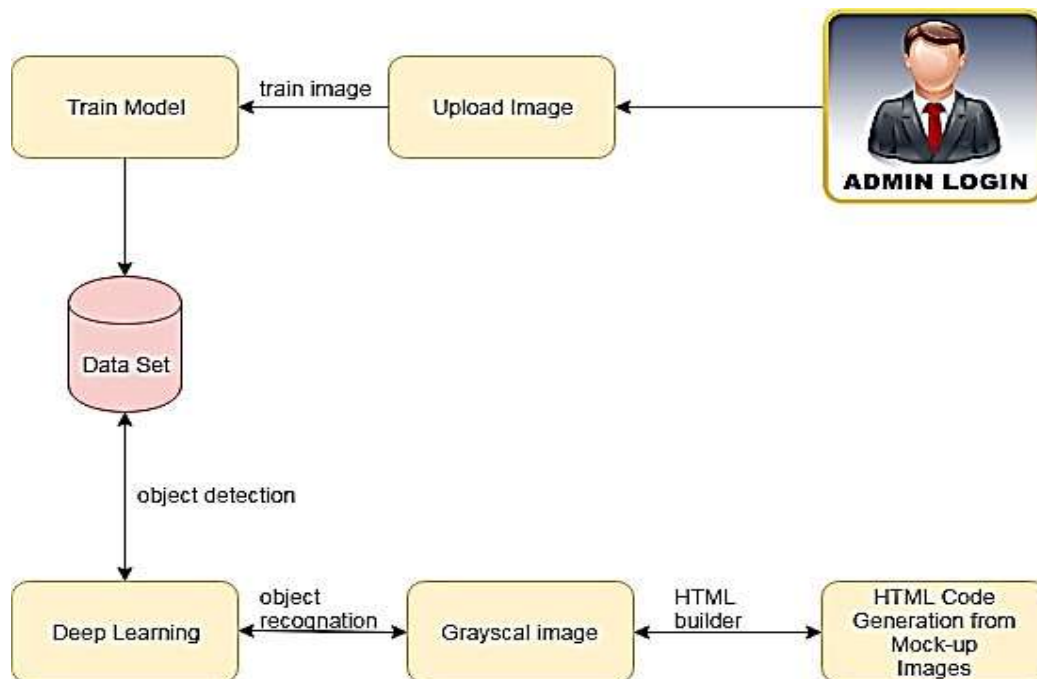 Train Model
train image
Upload Image
ADMIN LOGIN
Data Set
object detection
Deep Learning
object
recognation
Grayscal image
HTML
builder
HTML Code
Generation from
Mock-up
Images